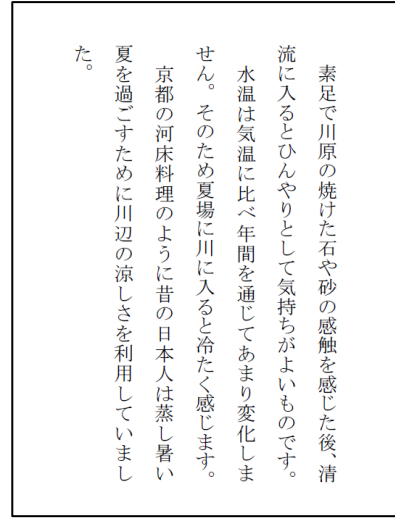 素足で川原の焼けた石や砂の感触を感じた後、清
流に入るとひんやりとして気持ちがよいものです。
　水温は気温に比べ年間を通じてあまり変化しま
せん。そのため夏場に川に入ると冷たく感じます。
　京都の河床料理のように昔の日本人は蒸し暑い
夏を過ごすために川辺の涼しさを利用していまし
た。